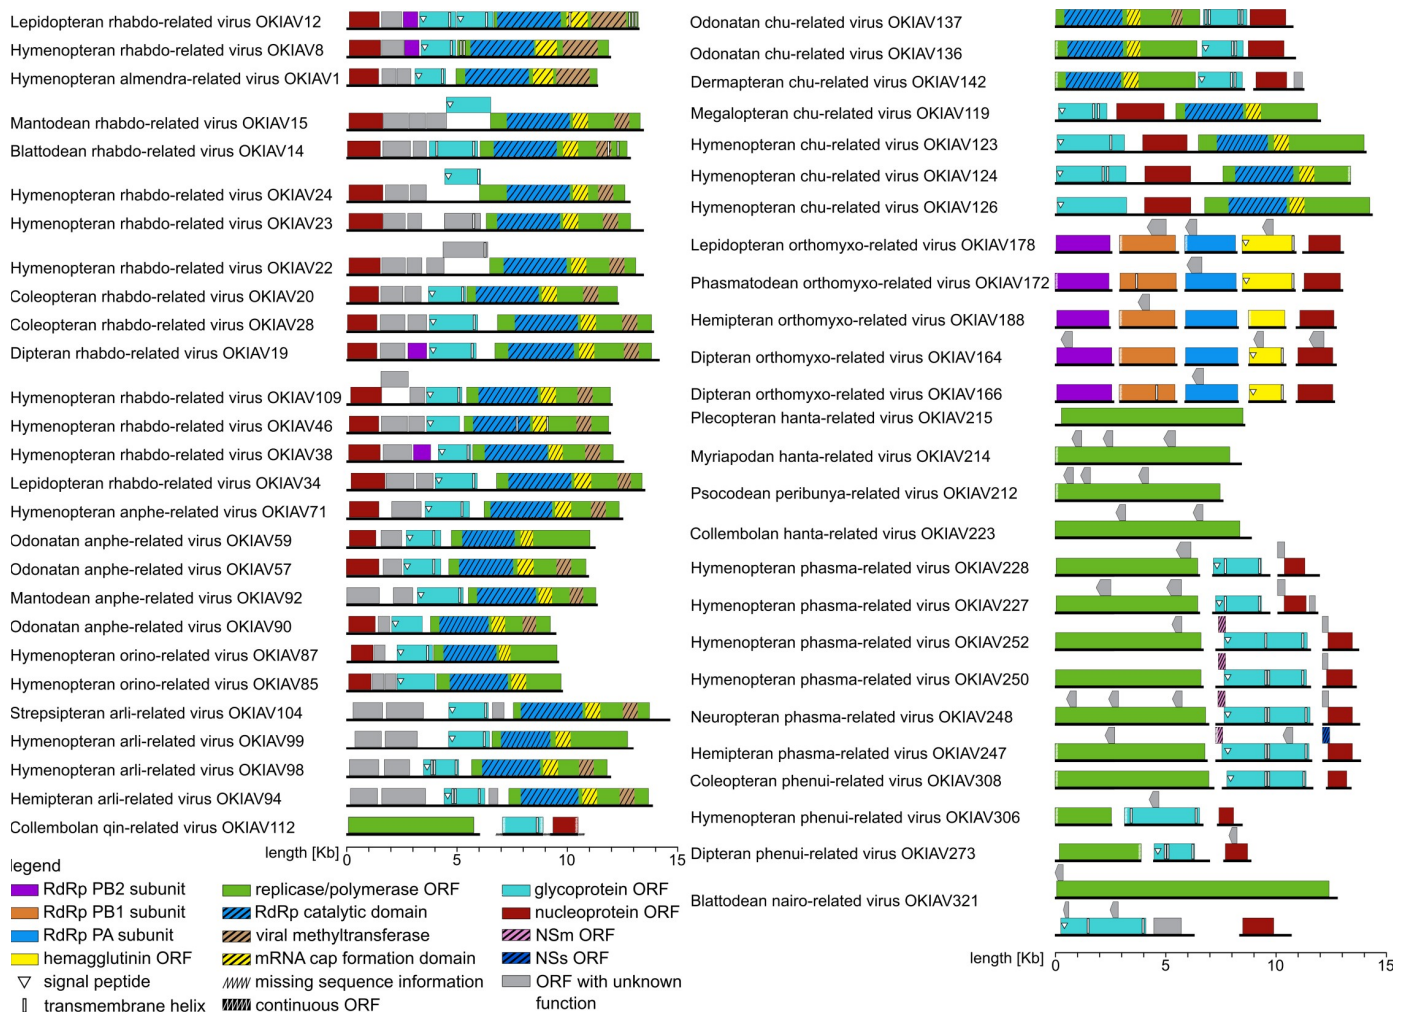 Lepidopteran rhabdo-related virus OKIAV12
Hymenopteran rhabdo-related virus OKIAV8
Hymenopteran almendra-related virus OKIAV1
Mantodean rhabdo-related virus OKIAV15
Blattodean rhabdo-related virus OKIAV14
Hymenopteran rhabdo-related virus OKIAV24
Hymenopteran rhabdo-related virus OKIAV23
Hymenopteran rhabdo-related virus OKIAV22
Coleopteran rhabdo-related virus OKIAV20
Coleopteran rhabdo-related virus OKIAV28
Dipteran rhabdo-related virus OKIAV19
Hymenopteran rhabdo-related virus OKIAV109
Hymenopteran rhabdo-related virus OKIAV46
Hymenopteran rhabdo-related virus OKIAV38
Lepidopteran rhabdo-related virus OKIAV34
Hymenopteran anphe-related virus OKIAV71
Odonatan anphe-related virus OKIAV59
Odonatan anphe-related virus OKIAV57
Mantodean anphe-related virus OKIAV92
Odonatan anphe-related virus OKIAV90
Hymenopteran orino-related virus OKIAV87
Hymenopteran orino-related virus OKIAV85
Strepsipteran arli-related virus OKIAV104
Hymenopteran arli-related virus OKIAV99
Hymenopteran arli-related virus OKIAV98
Hemipteran arli-related virus OKIAV94
Collembolan qin-related virus OKIAV112
length [Kb]
0 5 10 15
legend
RdRp PB2 subunit
RdRp PB1 subunit
RdRp PA subunit
hemagglutinin ORF
signal peptide
transmembrane helix
replicase/polymerase ORF
RdRp catalytic domain
viral methyltransferase
mRNA cap formation domain
missing sequence information
continuous ORF
glycoprotein ORF
nucleoprotein ORF
NSm ORF
NSs ORF
ORF with unknown
function
Odonatan chu-related virus OKIAV137
Odonatan chu-related virus OKIAV136
Dermapteran chu-related virus OKIAV142
Megalopteran chu-related virus OKIAV119
Hymenopteran chu-related virus OKIAV123
Hymenopteran chu-related virus OKIAV124
Hymenopteran chu-related virus OKIAV126
Lepidopteran orthomyxo-related virus OKIAV178
Phasmatodean orthomyxo-related virus OKIAV172
Hemipteran orthomyxo-related virus OKIAV188
Dipteran orthomyxo-related virus OKIAV164
Dipteran orthomyxo-related virus OKIAV166
Plecopteran hanta-related virus OKIAV215
Myriapodan hanta-related virus OKIAV214
Psocodean peribunya-related virus OKIAV212
Collembolan hanta-related virus OKIAV223
Hymenopteran phasma-related virus OKIAV228
Hymenopteran phasma-related virus OKIAV227
Hymenopteran phasma-related virus OKIAV252
Hymenopteran phasma-related virus OKIAV250
Neuropteran phasma-related virus OKIAV248
Hemipteran phasma-related virus OKIAV247
Coleopteran phenui-related virus OKIAV308
Hymenopteran phenui-related virus OKIAV306
Dipteran phenui-related virus OKIAV273
Blattodean nairo-related virus OKIAV321
length [Kb]
0 5 10 15